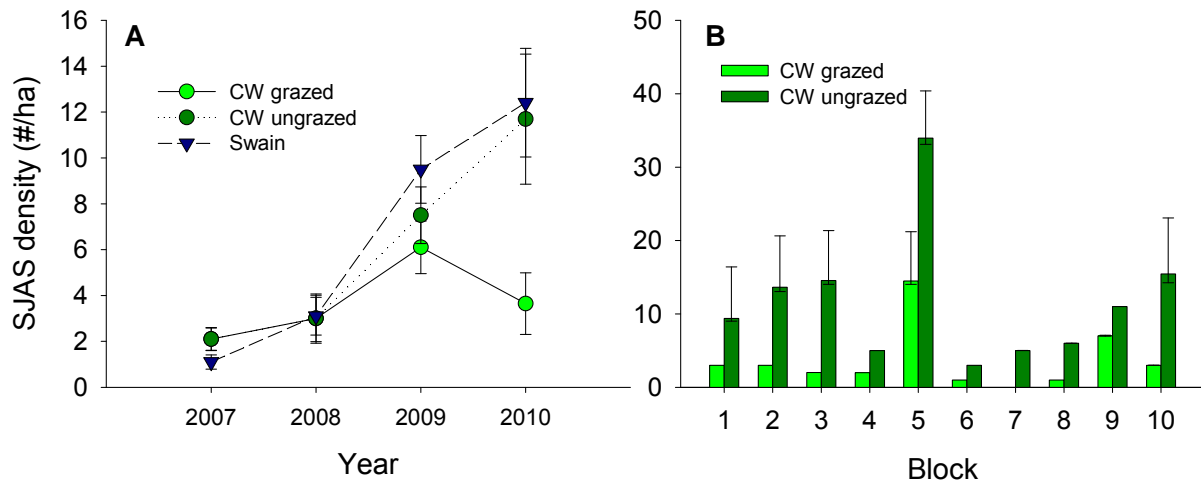 A
CW grazed
CW ungrazed
Swain
SJAS density (#/ha)
16
14
12
10
8
6
4
2
0
2007 2008 2009 2010
Year
B
CW grazed
CW ungrazed
50
40
30
20
10
0
1 2 3 4 5 6 7 8 9 10
Block